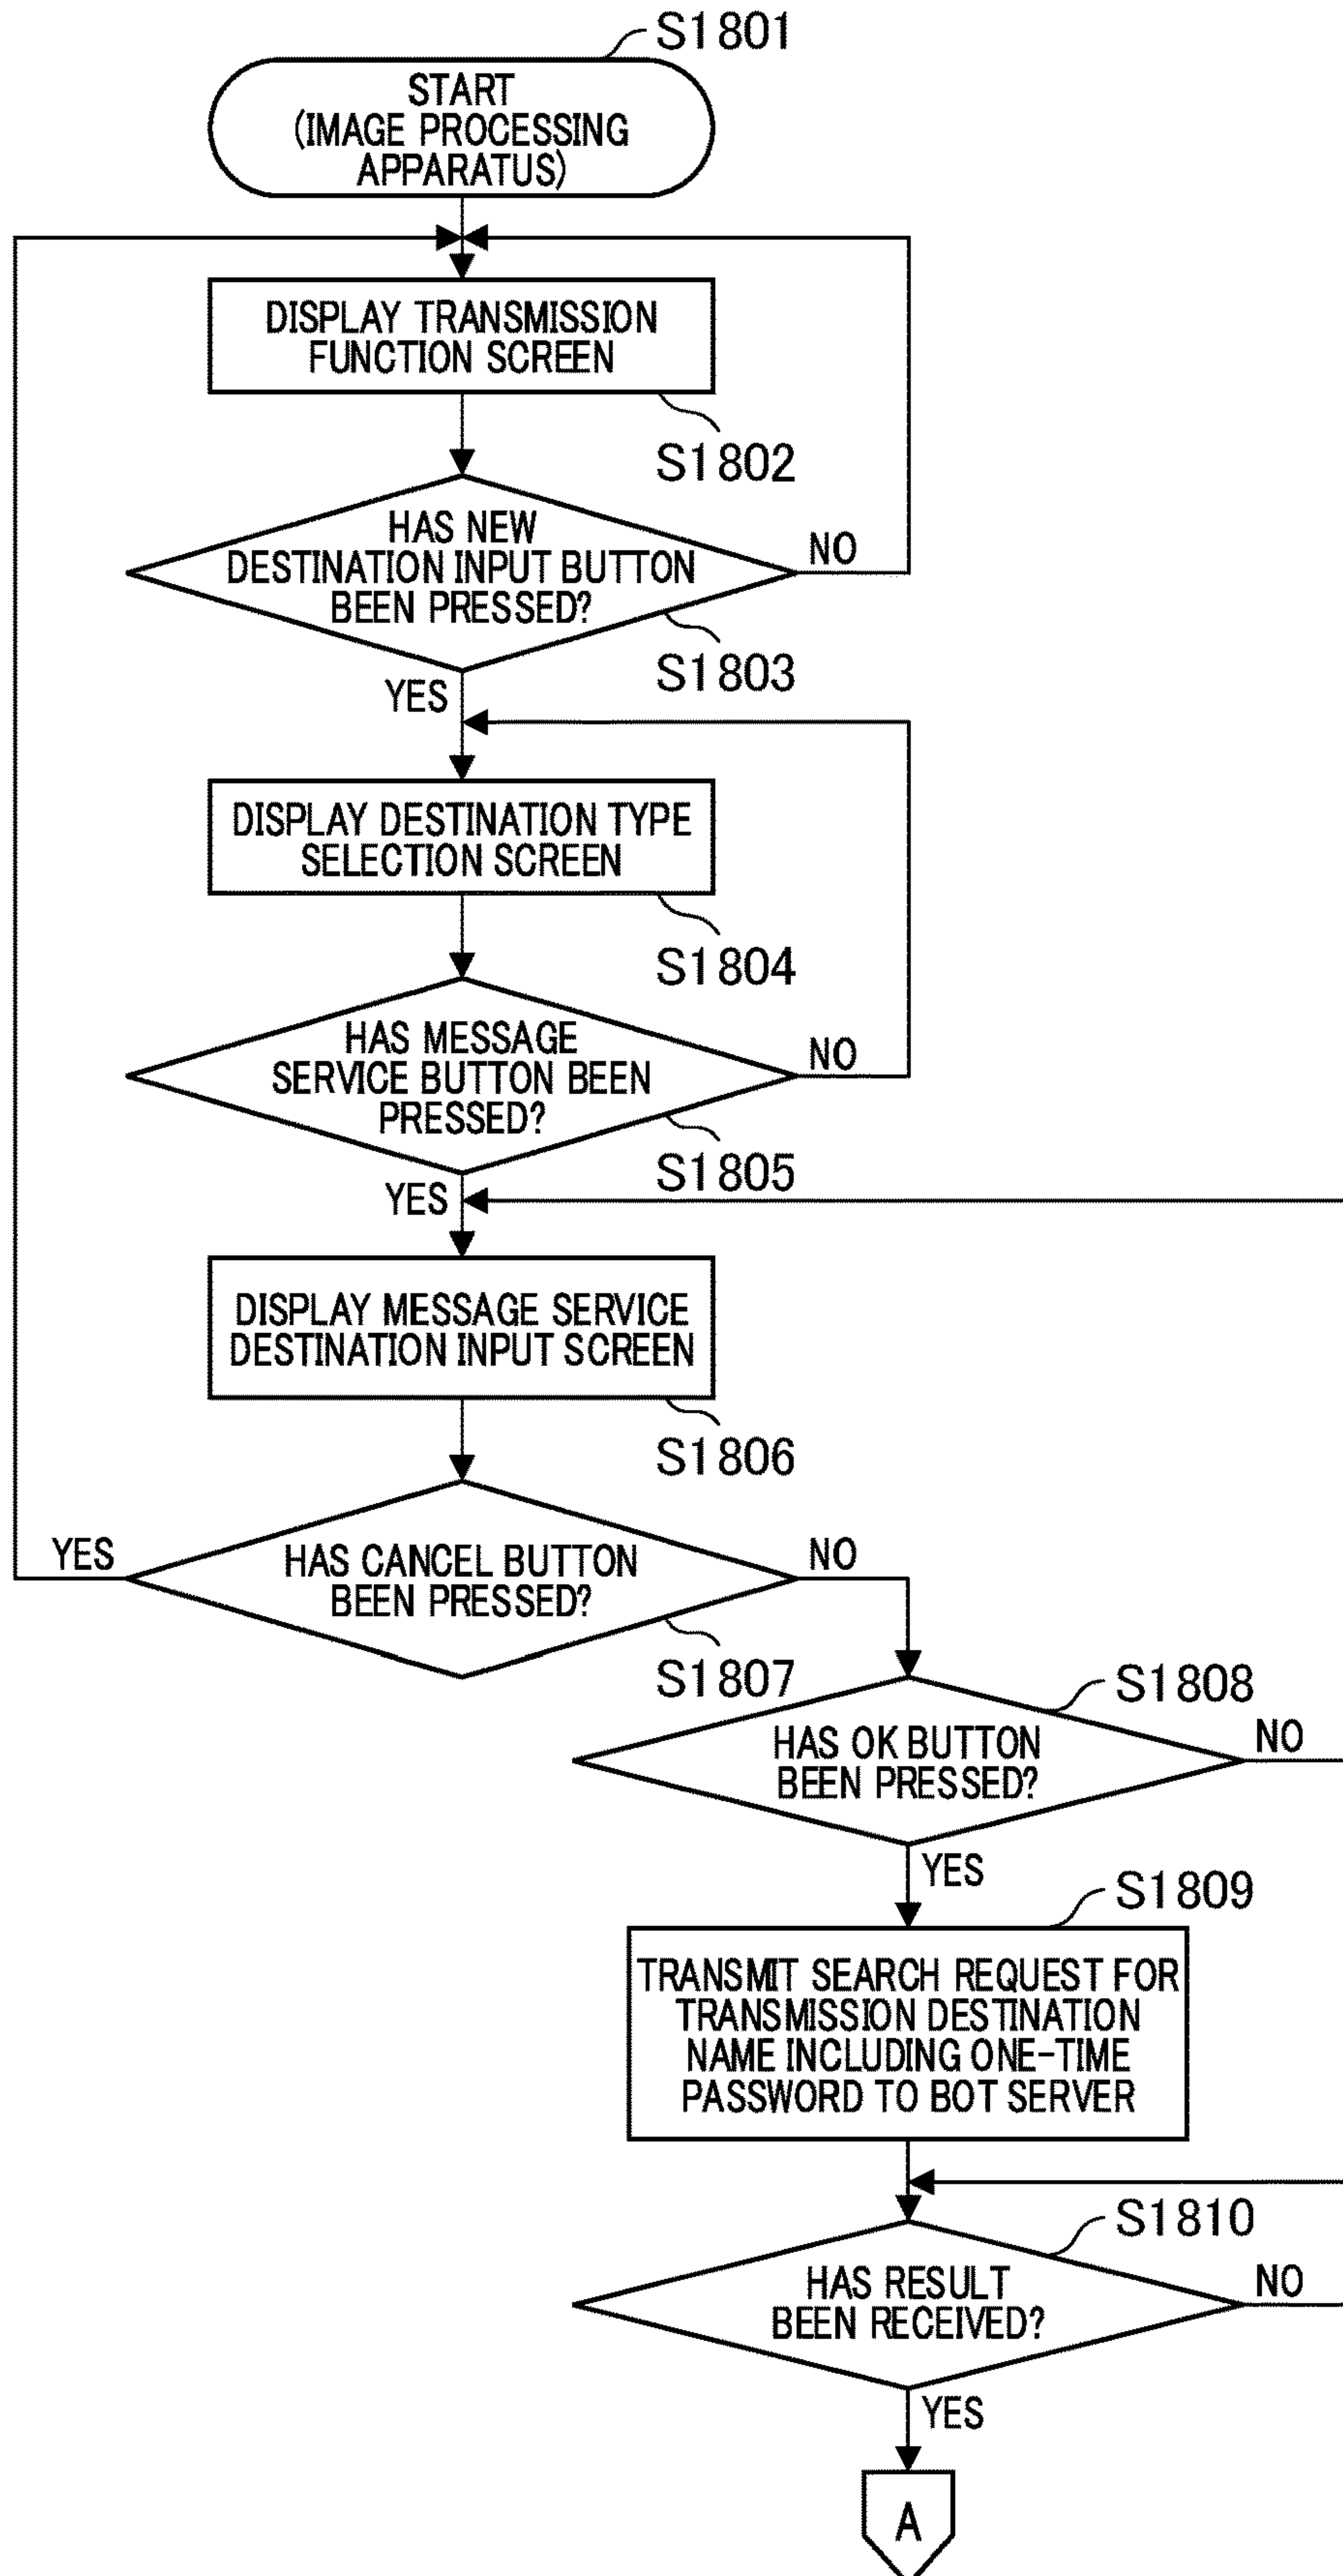 S1801
START
(IMAGE PROCESSING
APPARATUS)
DISPLAY TRANSMISSION
FUNCTION SCREEN
S1802
HAS NEW
DESTINATION INPUT BUTTON
BEEN PRESSED?
NO
S1803
YES
DISPLAY DESTINATION TYPE
SELECTION SCREEN
S1804
HAS MESSAGE
SERVICE BUTTON BEEN
PRESSED?
NO
S1805
YES
DISPLAY MESSAGE SERVICE
DESTINATION INPUT SCREEN
S1806
YES
HAS CANCEL BUTTON
BEEN PRESSED?
NO
S1807
S1808
HAS OK BUTTON
BEEN PRESSED?
NO
YES
S1809
TRANSMIT SEARCH REQUEST FOR
TRANSMISSION DESTINATION
NAME INCLUDING ONE-TIME
PASSWORD TO BOT SERVER
S1810
HAS RESULT
BEEN RECEIVED?
NO
YES
A